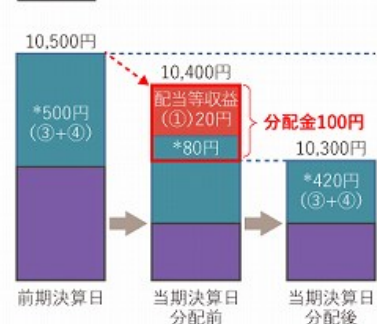 10,500円
10,400円
配当等収益
(①)20円
*500円
(③+④)
*80円
分配金100円
10,300円
*420円
(③+④)
前期決算日
当期決算日
分配前
当期決算日
分配後